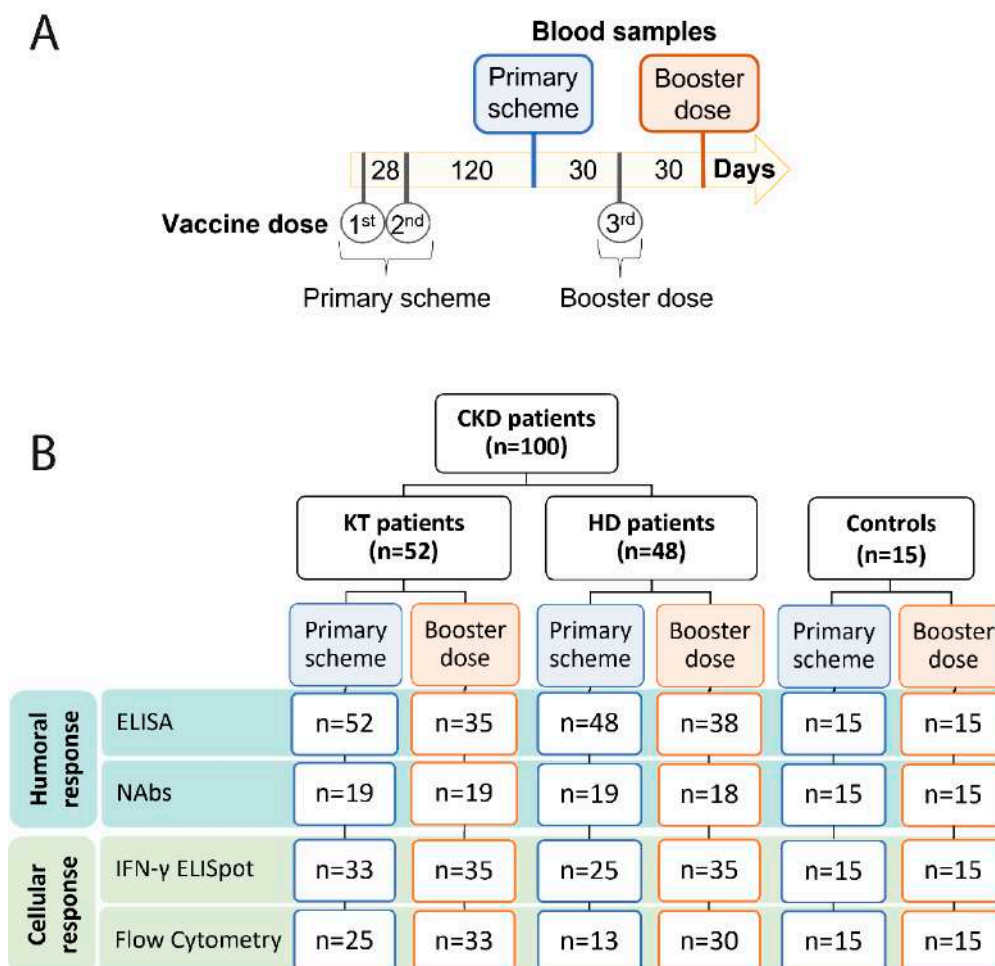 A
Blood samples
Primary scheme
Booster dose
28 120 30 30 Days
Vaccine dose 1st 2nd 3rd
Primary scheme Booster dose
B
CKD patients
(n=100)
KT patients
(n=52)
HD patients
(n=48)
Controls
(n=15)
Primary scheme Booster dose Primary scheme Booster dose Primary scheme Booster dose
Humoral response
ELISA n=52 n=35 n=48 n=38 n=15 n=15
NAbs n=19 n=19 n=19 n=18 n=15 n=15
Cellular response
IFN-γ ELISpot n=33 n=35 n=25 n=35 n=15 n=15
Flow Cytometry n=25 n=33 n=13 n=30 n=15 n=15